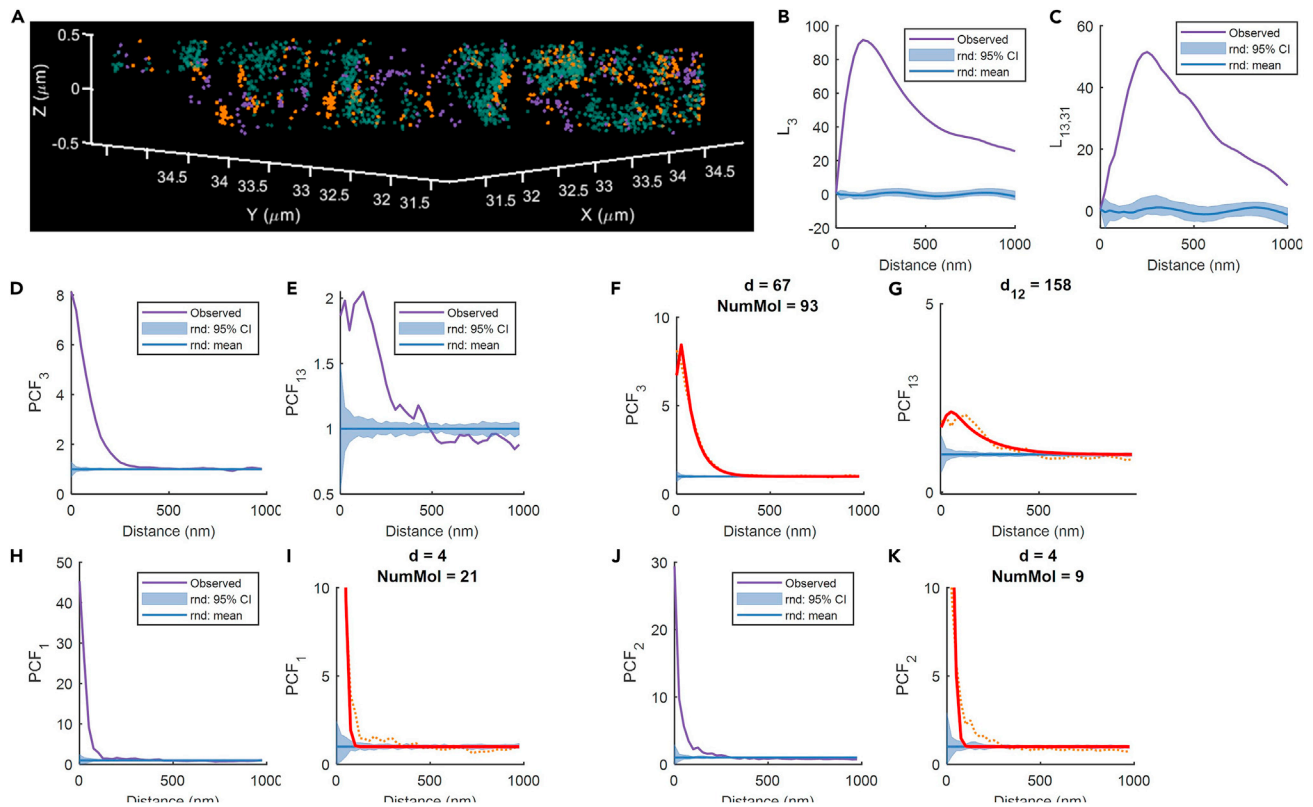 A
0.5
0
-0.5
Z (μm)
34.5
34
33.5
33
32.5
32
31.5
Y (μm)
31.5
32
32.5
33
33.5
34
34.5
X (μm)
B
100
80
60
40
20
0
-20
L3
Observed
rnd: 95% CI
rnd: mean
0
500
1000
Distance (nm)
C
60
40
20
0
L13,31
Observed
rnd: 95% CI
rnd: mean
0
500
1000
Distance (nm)
D
8
6
4
2
0
PCF3
Observed
rnd: 95% CI
rnd: mean
0
500
1000
Distance (nm)
E
2
1.5
1
0.5
PCF13
Observed
rnd: 95% CI
rnd: mean
0
500
1000
Distance (nm)
F
d = 67
NumMol = 93
10
5
0
PCF3
0
500
1000
Distance (nm)
G
d12 = 158
5
1
0
PCF13
0
500
Distance (nm)
H
50
40
30
20
10
0
PCF1
Observed
rnd: 95% CI
rnd: mean
0
500
1000
Distance (nm)
I
d = 4
NumMol = 21
10
5
0
PCF1
0
500
1000
Distance (nm)
J
30
20
10
0
PCF2
Observed
rnd: 95% CI
rnd: mean
0
500
1000
Distance (nm)
K
d = 4
NumMol = 9
10
5
0
PCF2
0
500
1000
Distance (nm)